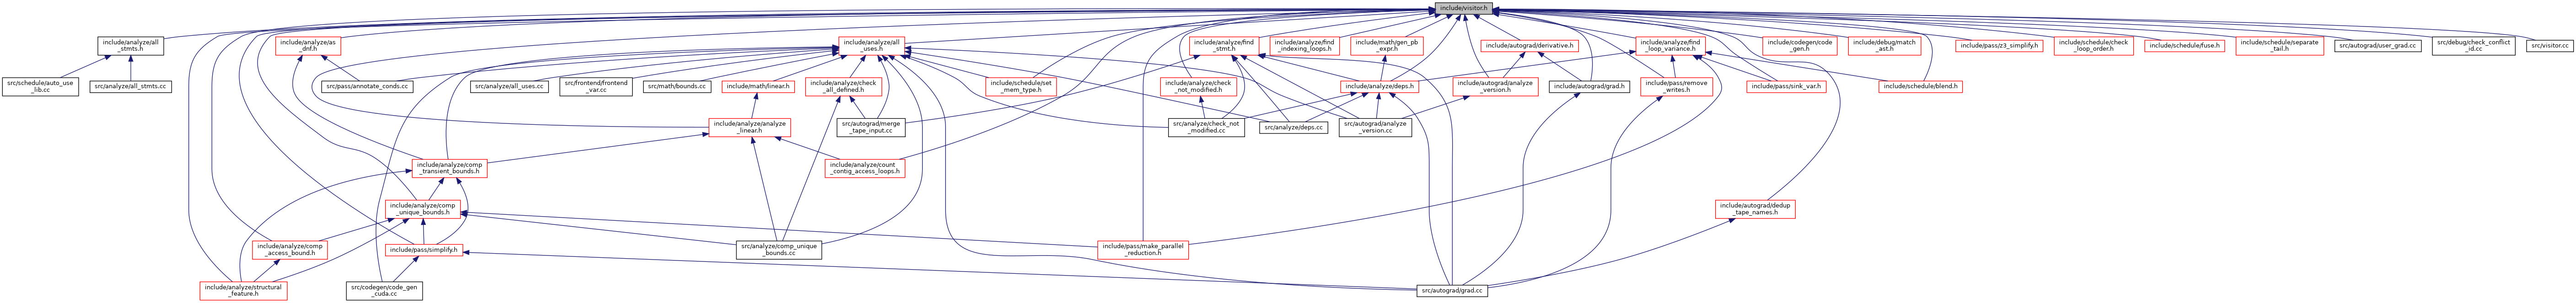 include/visitor.h
include/analyze/all
_stmts.h
include/analyze/as
_dnf.h
include/analyze/all
_uses.h
include/analyze/find
_stmt.h
include/analyze/find
_indexing_loops.h
include/math/gen_pb
_expr.h
include/autograd/derivative.h
include/analyze/find
_loop_variance.h
include/codegen/code
_gen.h
include/debug/match
_ast.h
include/pass/z3_simplify.h
include/schedule/check
_loop_order.h
include/schedule/fuse.h
include/schedule/separate
_tail.h
src/autograd/user_grad.cc
src/debug/check_conflict
_id.cc
src/visitor.cc
src/schedule/auto_use
_lib.cc
src/analyze/all_stmts.cc
src/pass/annotate_conds.cc
src/analyze/all_uses.cc
src/frontend/frontend
_var.cc
src/math/bounds.cc
include/math/linear.h
include/analyze/check
_all_defined.h
include/schedule/set
_mem_type.h
include/analyze/check
_not_modified.h
include/analyze/deps.h
include/autograd/analyze
_version.h
include/autograd/grad.h
include/pass/remove
_writes.h
include/pass/sink_var.h
include/schedule/blend.h
include/analyze/analyze
_linear.h
src/autograd/merge
_tape_input.cc
src/analyze/check_not
_modified.cc
src/analyze/deps.cc
src/autograd/analyze
_version.cc
include/analyze/comp
_transient_bounds.h
include/analyze/count
_contig_access_loops.h
include/analyze/comp
_unique_bounds.h
include/autograd/dedup
_tape_names.h
include/analyze/comp
_access_bound.h
include/pass/simplify.h
src/analyze/comp_unique
_bounds.cc
include/pass/make_parallel
_reduction.h
include/analyze/structural
_feature.h
src/codegen/code_gen
_cuda.cc
src/autograd/grad.cc